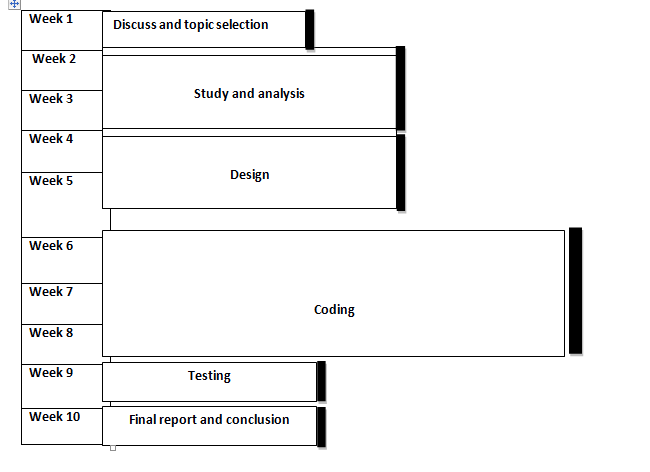 Week 1
Discuss and topic selection
Week 2
Study and analysis
Week 3
Week 4
Design
Week 5
Week 6
Week 7
Coding
Week 8
Week 9
Testing
Week 10
Final report and conclusion